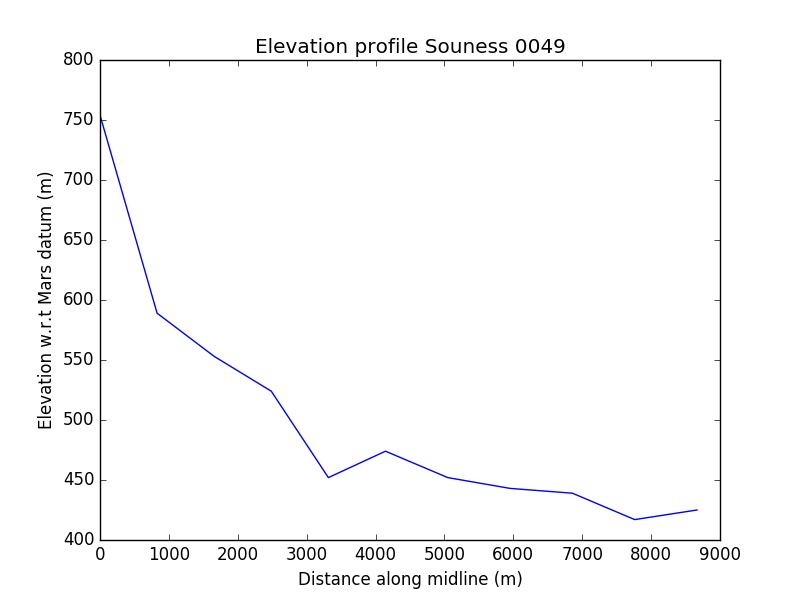 Elevation profile Souness 0049
800
750
700
650
600
550
500
450
400
Elevation w.r.t Mars datum (m)
0 1000 2000 3000 4000 5000 6000 7000 8000 9000
Distance along midline (m)